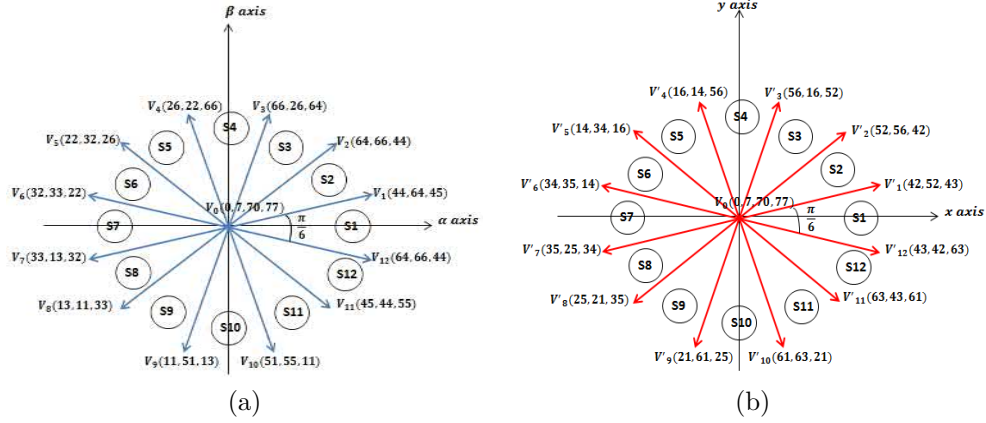 β axis
V₄(26,22,66)
V₃(66,26,64)
S4
V₅(22,32,26)
S5
S3
V₂(64,66,44)
S6
S2
V₆(32,33,22)
V₁(44,64,45)
V₀(0,7,70,77)
S7
π/6
S1
α axis
V₇(33,13,32)
V₁₂(64,66,44)
S8
S12
V₈(13,11,33)
V₁₁(45,44,55)
S9
S10
S11
V₉(11,51,13)
V₁₀(51,55,11)
(a)
y axis
V'₄(16,14,56)
V'₃(56,16,52)
S4
V'₅(14,34,16)
S5
S3
V'₂(52,56,42)
S6
S2
V'₆(34,35,14)
V'₁(42,52,43)
V₀(0,7,70,77)
S7
π/6
S1
x axis
V'₇(35,25,34)
V'₁₂(43,42,63)
S8
S12
V'₈(25,21,35)
V'₁₁(63,43,61)
S9
S10
S11
V'₉(21,61,25)
V'₁₀(61,63,21)
(b)